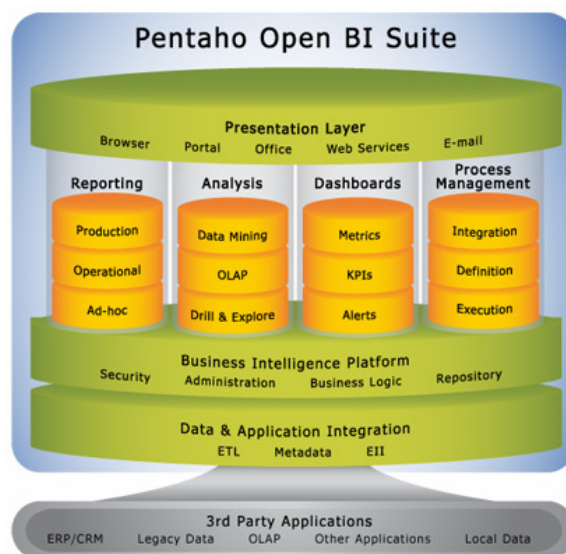 Pentaho Open BI Suite
Presentation Layer
Browser Portal Office Web Services E-mail
Reporting Analysis Dashboards Process Management
Production Data Mining Metrics Integration
Operational OLAP KPIs Definition
Ad-hoc Drill & Explore Alerts Execution
Business Intelligence Platform
Security Administration Business Logic Repository
Data & Application Integration
ETL Metadata EII
3rd Party Applications
ERP/CRM Legacy Data OLAP Other Applications Local Data